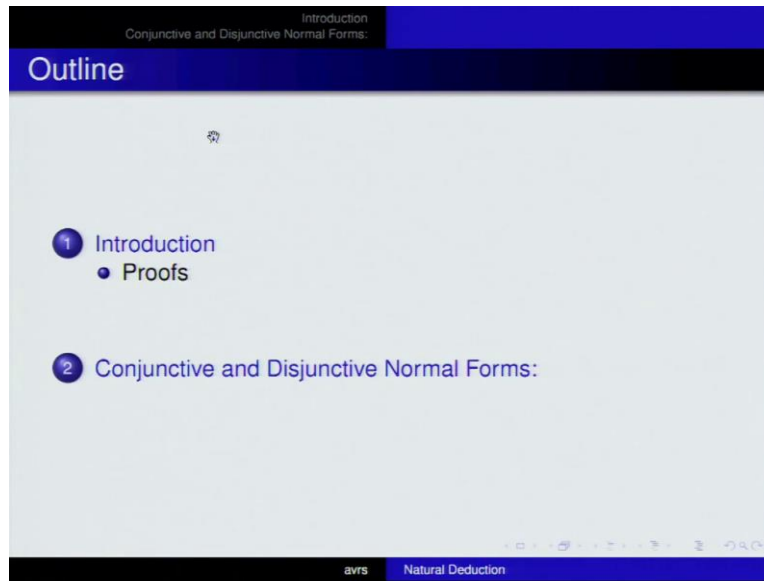 Introduction
Conjunctive and Disjunctive Normal Forms:
Outline
1 Introduction
Proofs
2 Conjunctive and Disjunctive Normal Forms:
avrs Natural Deduction